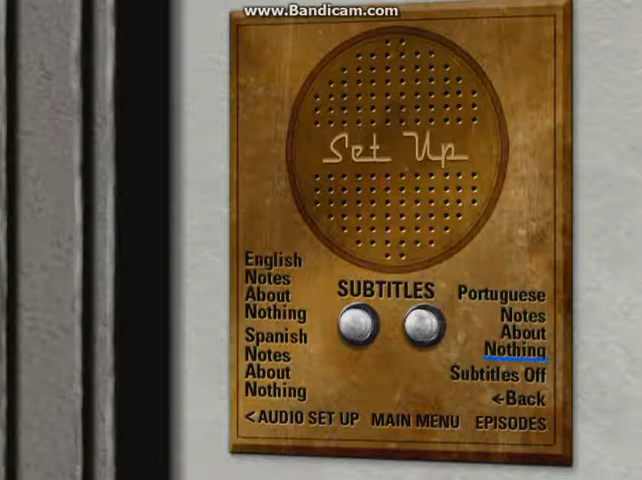 www.Bandicam.com
Set Up
English
Notes
About
Nothing
Spanish
Notes
About
Nothing
SUBTITLES
Portuguese
Notes
About
Nothing
Subtitles Off
←Back
<AUDIO SET UP MAIN MENU EPISODES